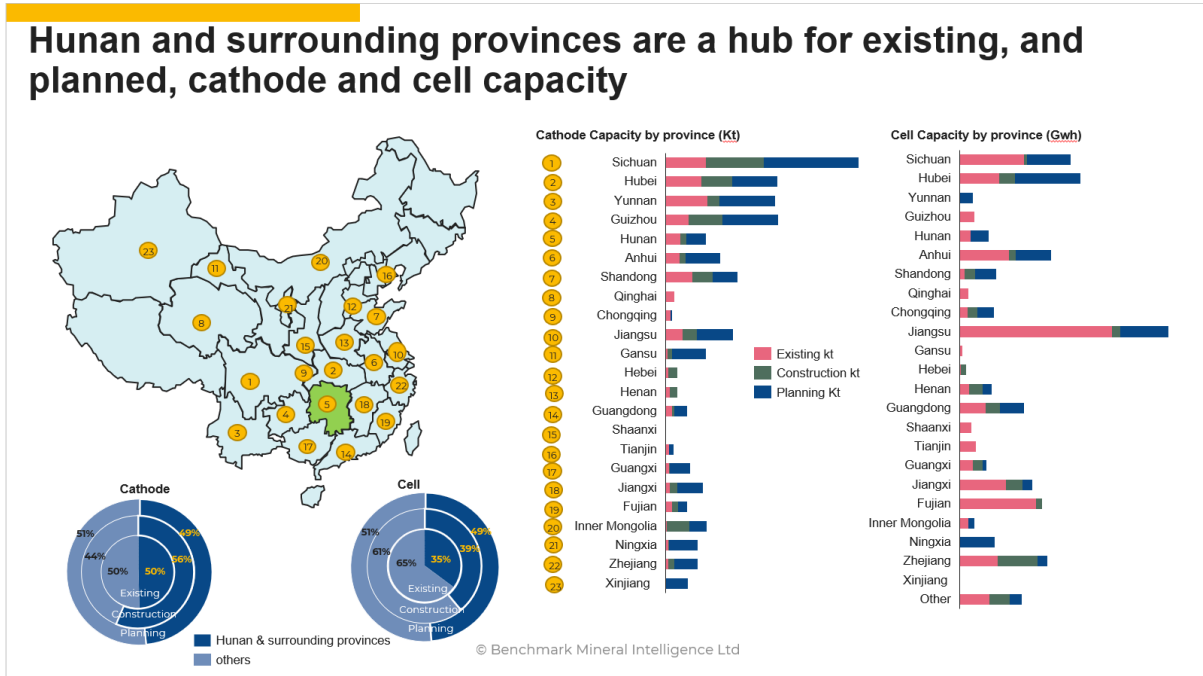 Hunan and surrounding provinces are a hub for existing, and
planned, cathode and cell capacity
23
11
20
16
8
21
12
7
15
13
10
9
2
6
1
22
5
18
4
19
3
17
14
Cathode Capacity by province (Kt)
1 Sichuan
2 Hubei
3 Yunnan
4 Guizhou
5 Hunan
6 Anhui
7 Shandong
8 Qinghai
9 Chongqing
10 Jiangsu
11 Gansu
12 Hebei
13 Henan
14 Guangdong
15 Shaanxi
16 Tianjin
17 Guangxi
18 Jiangxi
19 Fujian
20 Inner Mongolia
21 Ningxia
22 Zhejiang
23 Xinjiang
Existing kt
Construction kt
Planning Kt
Cell Capacity by province (Gwh)
Sichuan
Hubei
Yunnan
Guizhou
Hunan
Anhui
Shandong
Qinghai
Chongqing
Jiangsu
Gansu
Hebei
Henan
Guangdong
Shaanxi
Tianjin
Guangxi
Jiangxi
Fujian
Inner Mongolia
Ningxia
Zhejiang
Xinjiang
Other
Cathode
51% 49%
44% 56%
50% 50%
Existing
Construction
Planning
Cell
51% 49%
61% 39%
65% 35%
Existing
Construction
Planning
Hunan & surrounding provinces
others
© Benchmark Mineral Intelligence Ltd